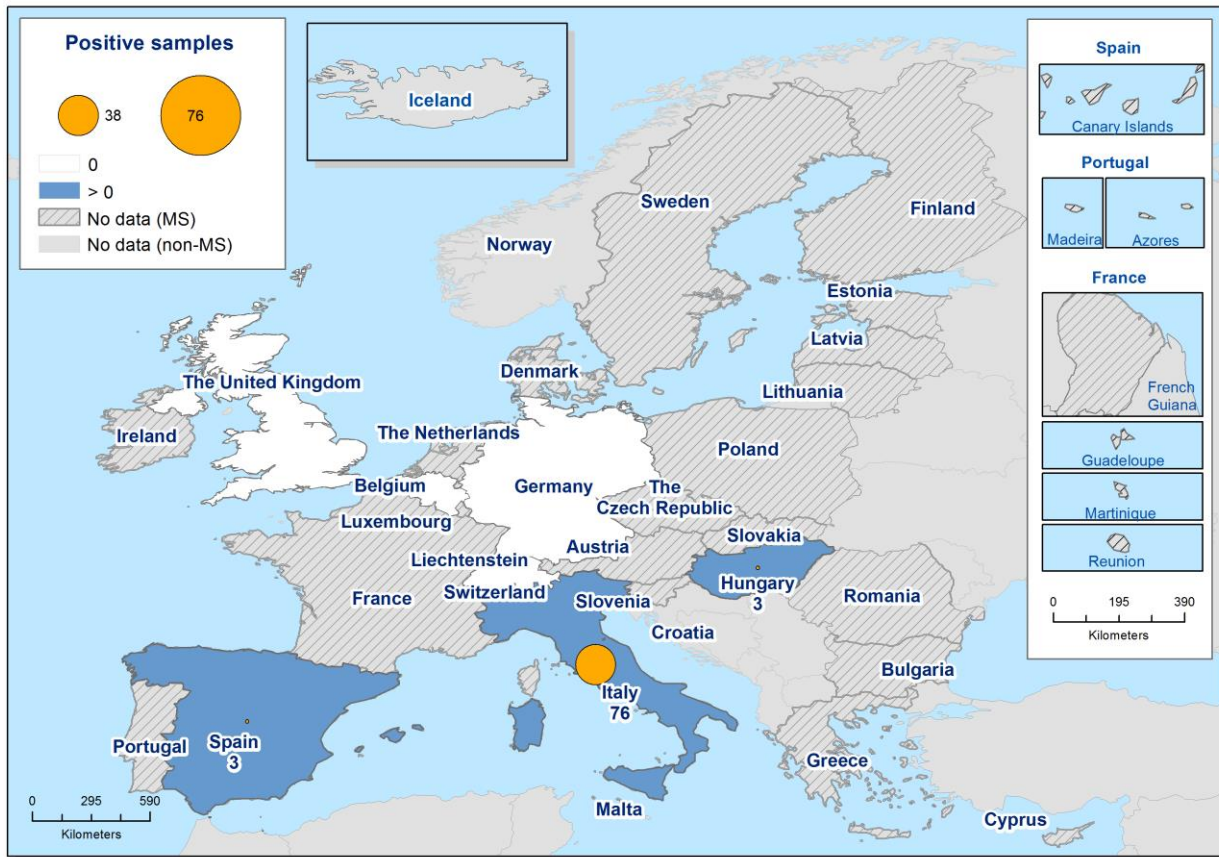 Positive samples
38
76
0
> 0
No data (MS)
No data (non-MS)
Iceland
Spain
Canary Islands
Portugal
Madeira
Azores
France
French
Guiana
Guadeloupe
Martinique
Reunion
0 195 390
Kilometers
Sweden
Finland
Norway
Estonia
Latvia
Denmark
Lithuania
The United Kingdom
Ireland
The Netherlands
Poland
Belgium
Germany
The
Czech Republic
Luxembourg
Slovakia
Austria
Liechtenstein
Hungary
3
Switzerland
Slovenia
France
Romania
Croatia
Bulgaria
Italy
76
Portugal
Spain
3
Greece
Malta
Cyprus
0 295 590
Kilometers